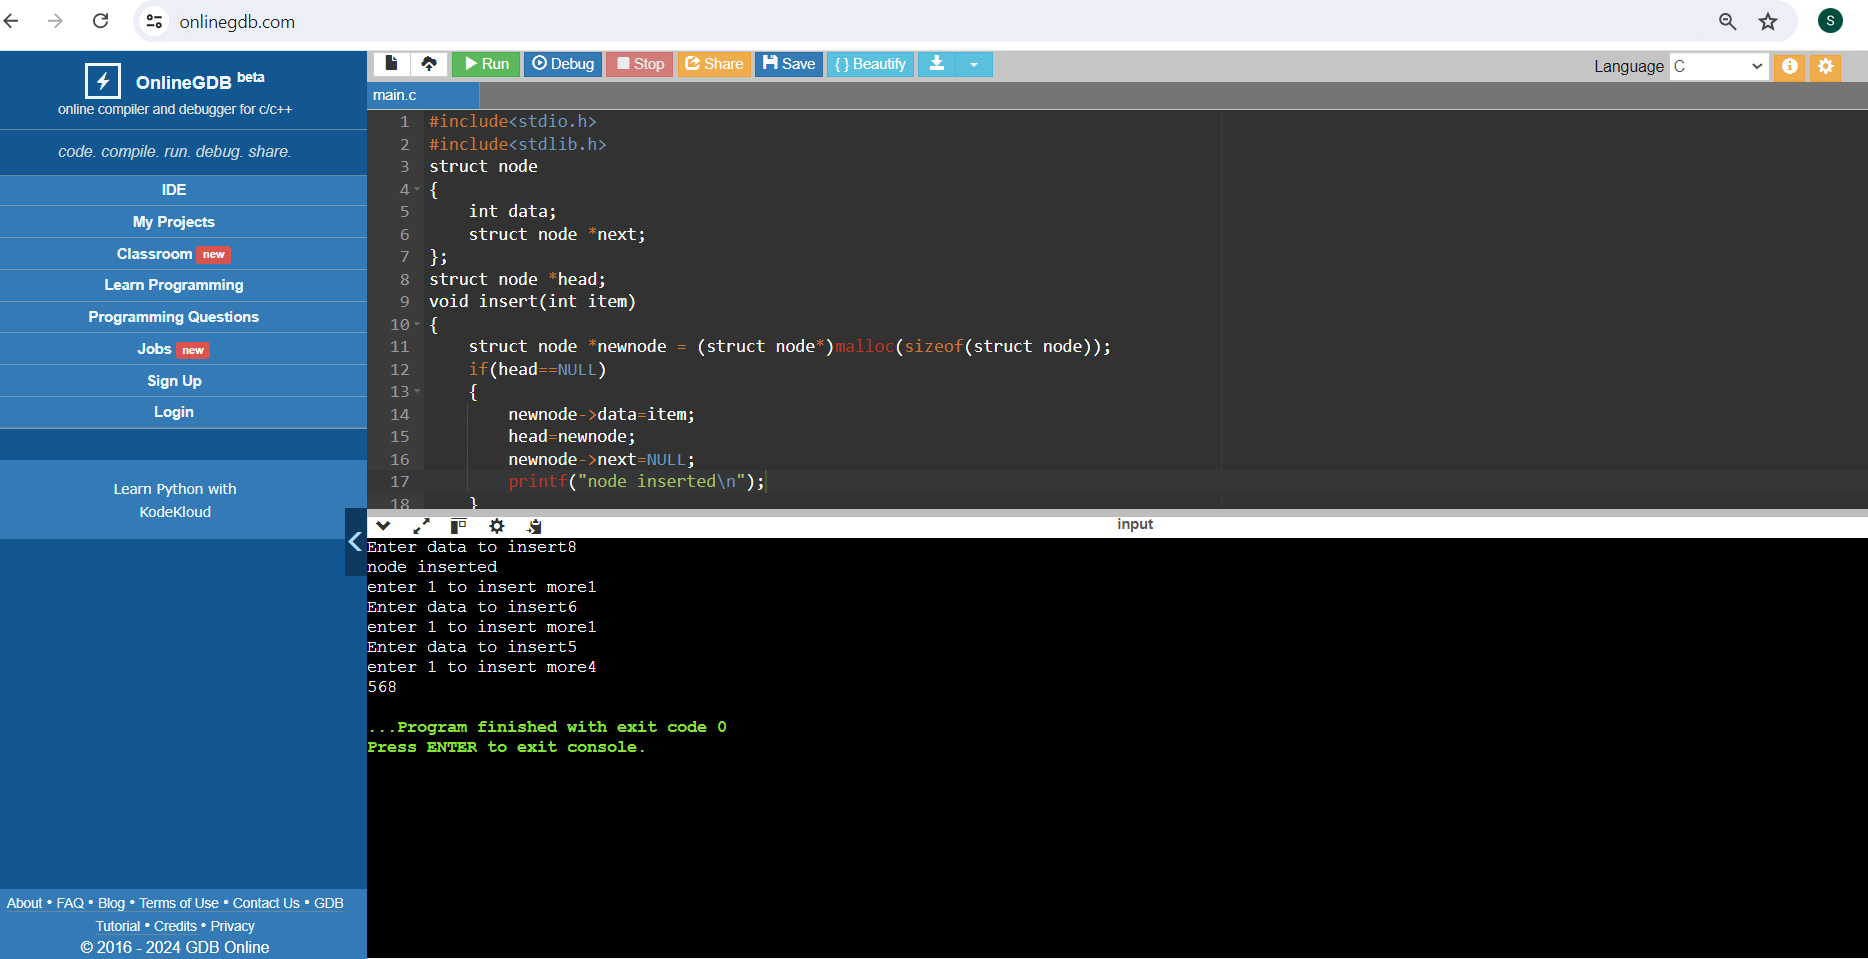 onlinegdb.com
S
OnlineGDB beta
online compiler and debugger for c/c++
code. compile. run. debug. share.
IDE
My Projects
Classroom new
Learn Programming
Programming Questions
Jobs new
Sign Up
Login
Learn Python with
KodeKloud
About • FAQ • Blog • Terms of Use • Contact Us • GDB
Tutorial • Credits • Privacy
© 2016 - 2024 GDB Online
Run Debug Stop Share Save { } Beautify
Language C
main.c
1 #include<stdio.h>
2 #include<stdlib.h>
3 struct node
4 {
5     int data;
6     struct node *next;
7 };
8 struct node *head;
9 void insert(int item)
10 {
11     struct node *newnode = (struct node*)malloc(sizeof(struct node));
12     if(head==NULL)
13     {
14         newnode->data=item;
15         head=newnode;
16         newnode->next=NULL;
17         printf("node inserted\n");
18     }
input
Enter data to insert8
node inserted
enter 1 to insert more1
Enter data to insert6
enter 1 to insert more1
Enter data to insert5
enter 1 to insert more4
568
...Program finished with exit code 0
Press ENTER to exit console.